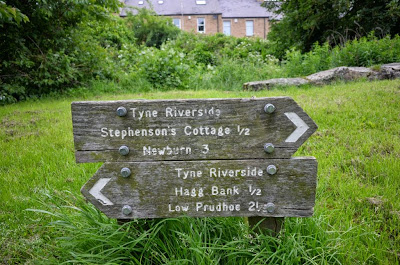 Tyne Riverside
Stephenson's Cottage ½
Newburn 3
Tyne Riverside
Hagg Bank ½
Low Prudhoe 2½